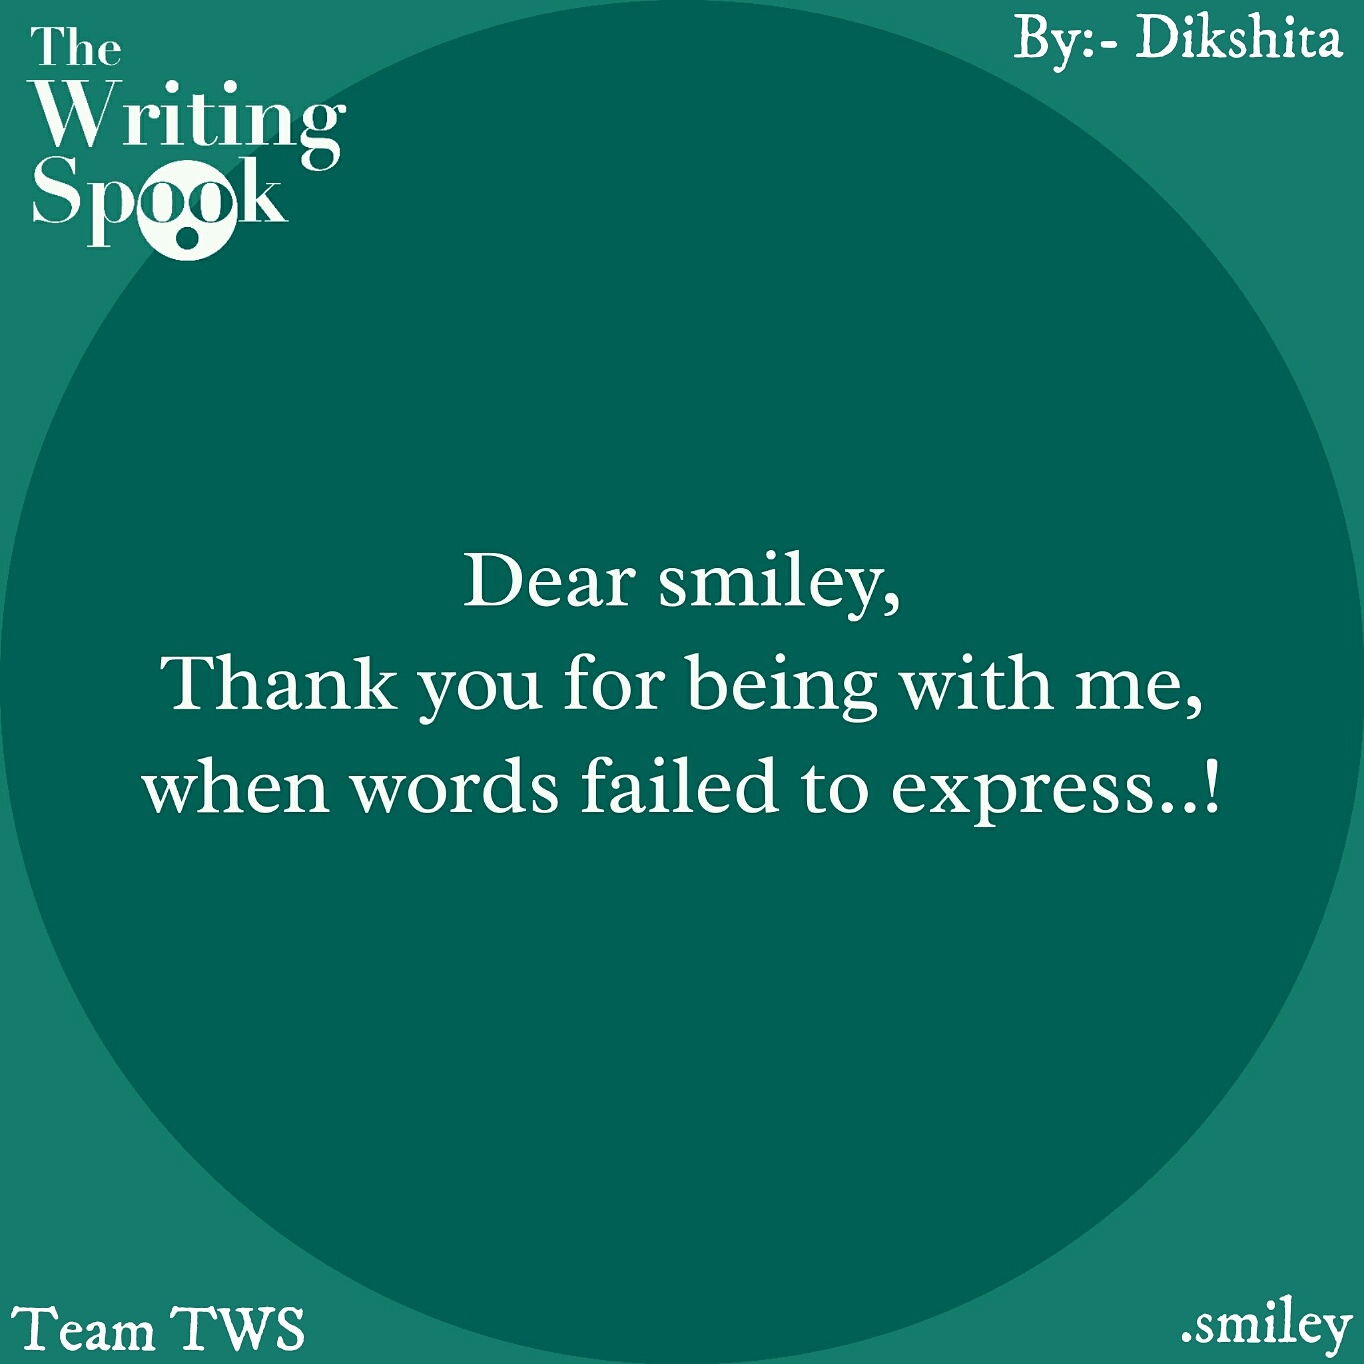 The
Writing
Spook
By:- Dikshita
Dear smiley,
Thank you for being with me,
when words failed to express..!
Team TWS
.smiley